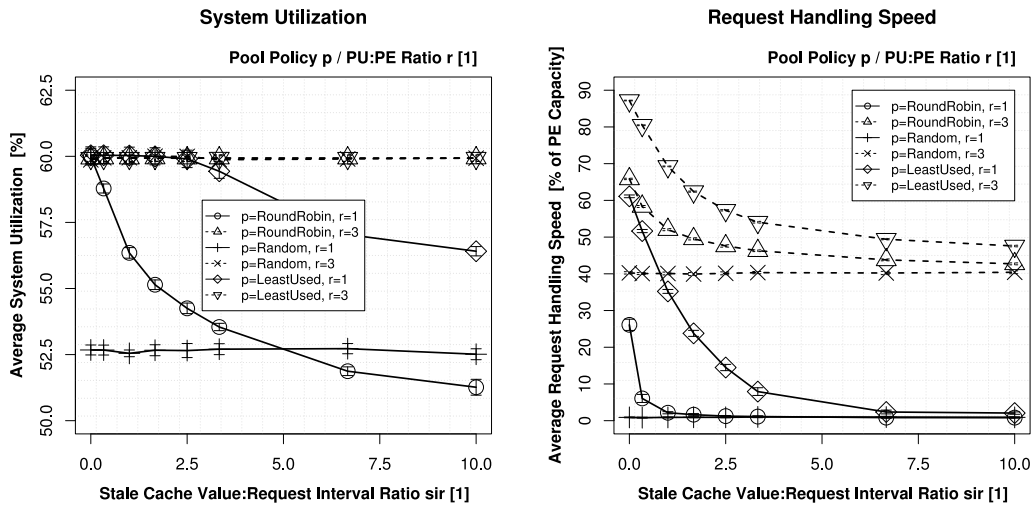 System Utilization
Pool Policy p / PU:PE Ratio r [1]
Average System Utilization [%]
62.5
60.0
57.5
55.0
52.5
50.0
p=RoundRobin, r=1
p=RoundRobin, r=3
p=Random, r=1
p=Random, r=3
p=LeastUsed, r=1
p=LeastUsed, r=3
0.0 2.5 5.0 7.5 10.0
Stale Cache Value:Request Interval Ratio sir [1]
Request Handling Speed
Pool Policy p / PU:PE Ratio r [1]
Average Request Handling Speed [% of PE Capacity]
90
80
70
60
50
40
30
20
10
0
p=RoundRobin, r=1
p=RoundRobin, r=3
p=Random, r=1
p=Random, r=3
p=LeastUsed, r=1
p=LeastUsed, r=3
0.0 2.5 5.0 7.5 10.0
Stale Cache Value:Request Interval Ratio sir [1]